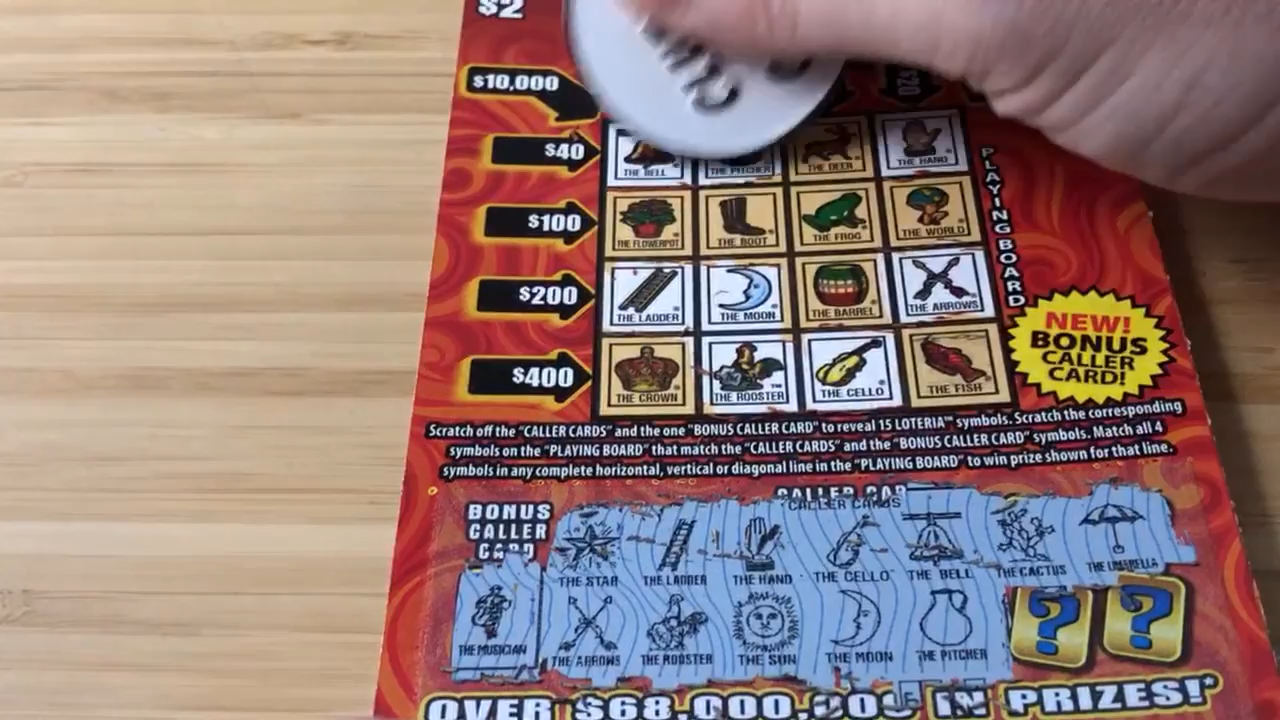 $2
$10,000
$40
THE BELL THE PITCHER THE DEER THE HAND
$100
THE FLOWERPOT THE BOOT THE FROG THE WORLD
$200
THE LADDER THE MOON THE BARREL THE ARROWS
$400
THE CROWN THE ROOSTER™ THE CELLO THE FISH
PLAYING BOARD
NEW!
BONUS
CALLER
CARD!
Scratch off the "CALLER CARDS" and the one "BONUS CALLER CARD" to reveal 15 LOTERIA™ symbols. Scratch the corresponding
symbols on the "PLAYING BOARD" that match the "CALLER CARDS" and the "BONUS CALLER CARD" symbols. Match all 4
symbols in any complete horizontal, vertical or diagonal line in the "PLAYING BOARD" to win prize shown for that line.
CALLER CARDS
BONUS
CALLER
CARD
THE STAR THE LADDER THE HAND THE CELLO THE BELL THE CACTUS THE UMBRELLA
THE MUSICIAN THE ARROWS THE ROOSTER THE SUN THE MOON THE PITCHER ? ?
OVER $68,000,000 IN PRIZES!*